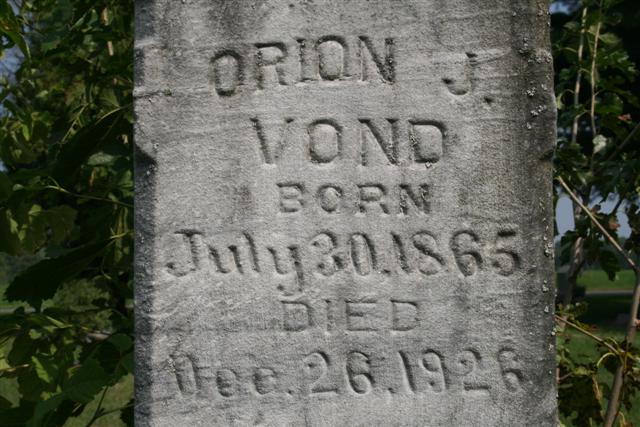 ORION J.
VOND
BORN
July 30.1865
DIED
Dec. 26.1926